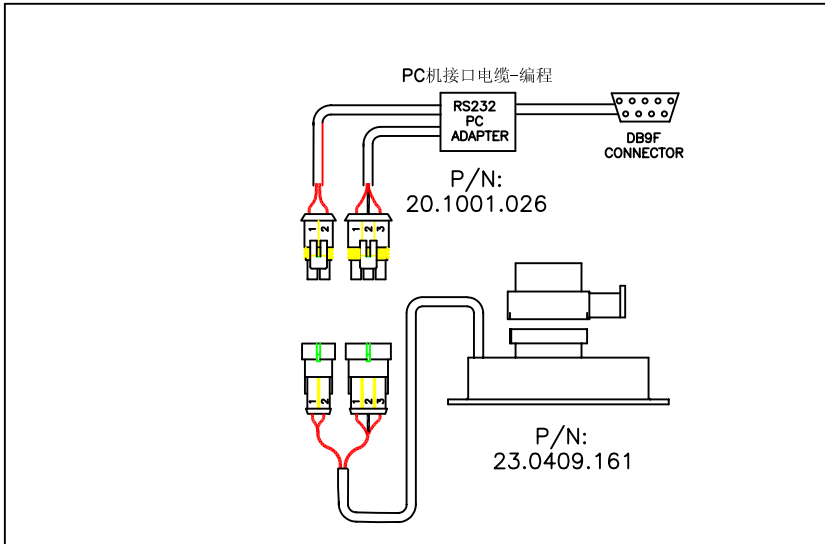 PC机接口电缆-编程
RS232
PC
ADAPTER
DB9F
CONNECTOR
P/N:
20.1001.026
1 2
1 2 3
1 2
1 2 3
P/N:
23.0409.161